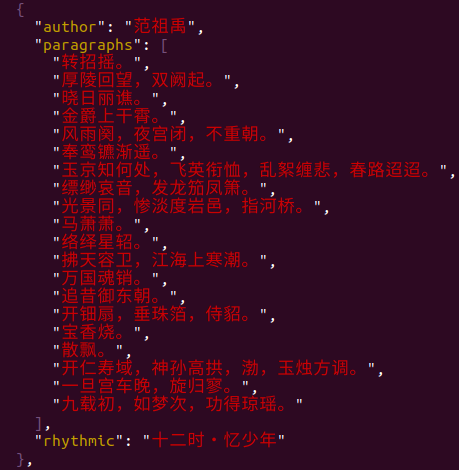 {
"author": "范祖禹",
"paragraphs": [
"转招摇。",
"厚陵回望，双阙起。",
"晓日丽谯。",
"金爵上干霄。",
"风雨阕，夜宫闭，不重朝。",
"奉鸾镳渐遥。",
"玉京知何处，飞英衔恤，乱絮缠悲，春路迢迢。",
"缥缈哀音，发龙笳凤箫。",
"光景同，惨淡度岩邑，指河桥。",
"马萧萧。",
"络绎星轺。",
"拂天容卫，江海上寒潮。",
"万国魂销。",
"追昔御东朝。",
"开钿扇，垂珠箔，侍貂。",
"宝香烧。",
"散飘。",
"开仁寿域，神孙高拱，渤，玉烛方调。",
"一旦宫车晚，旋归寥。",
"九载初，如梦次，功得琼瑶。"
],
"rhythmic": "十二时·忆少年"
},